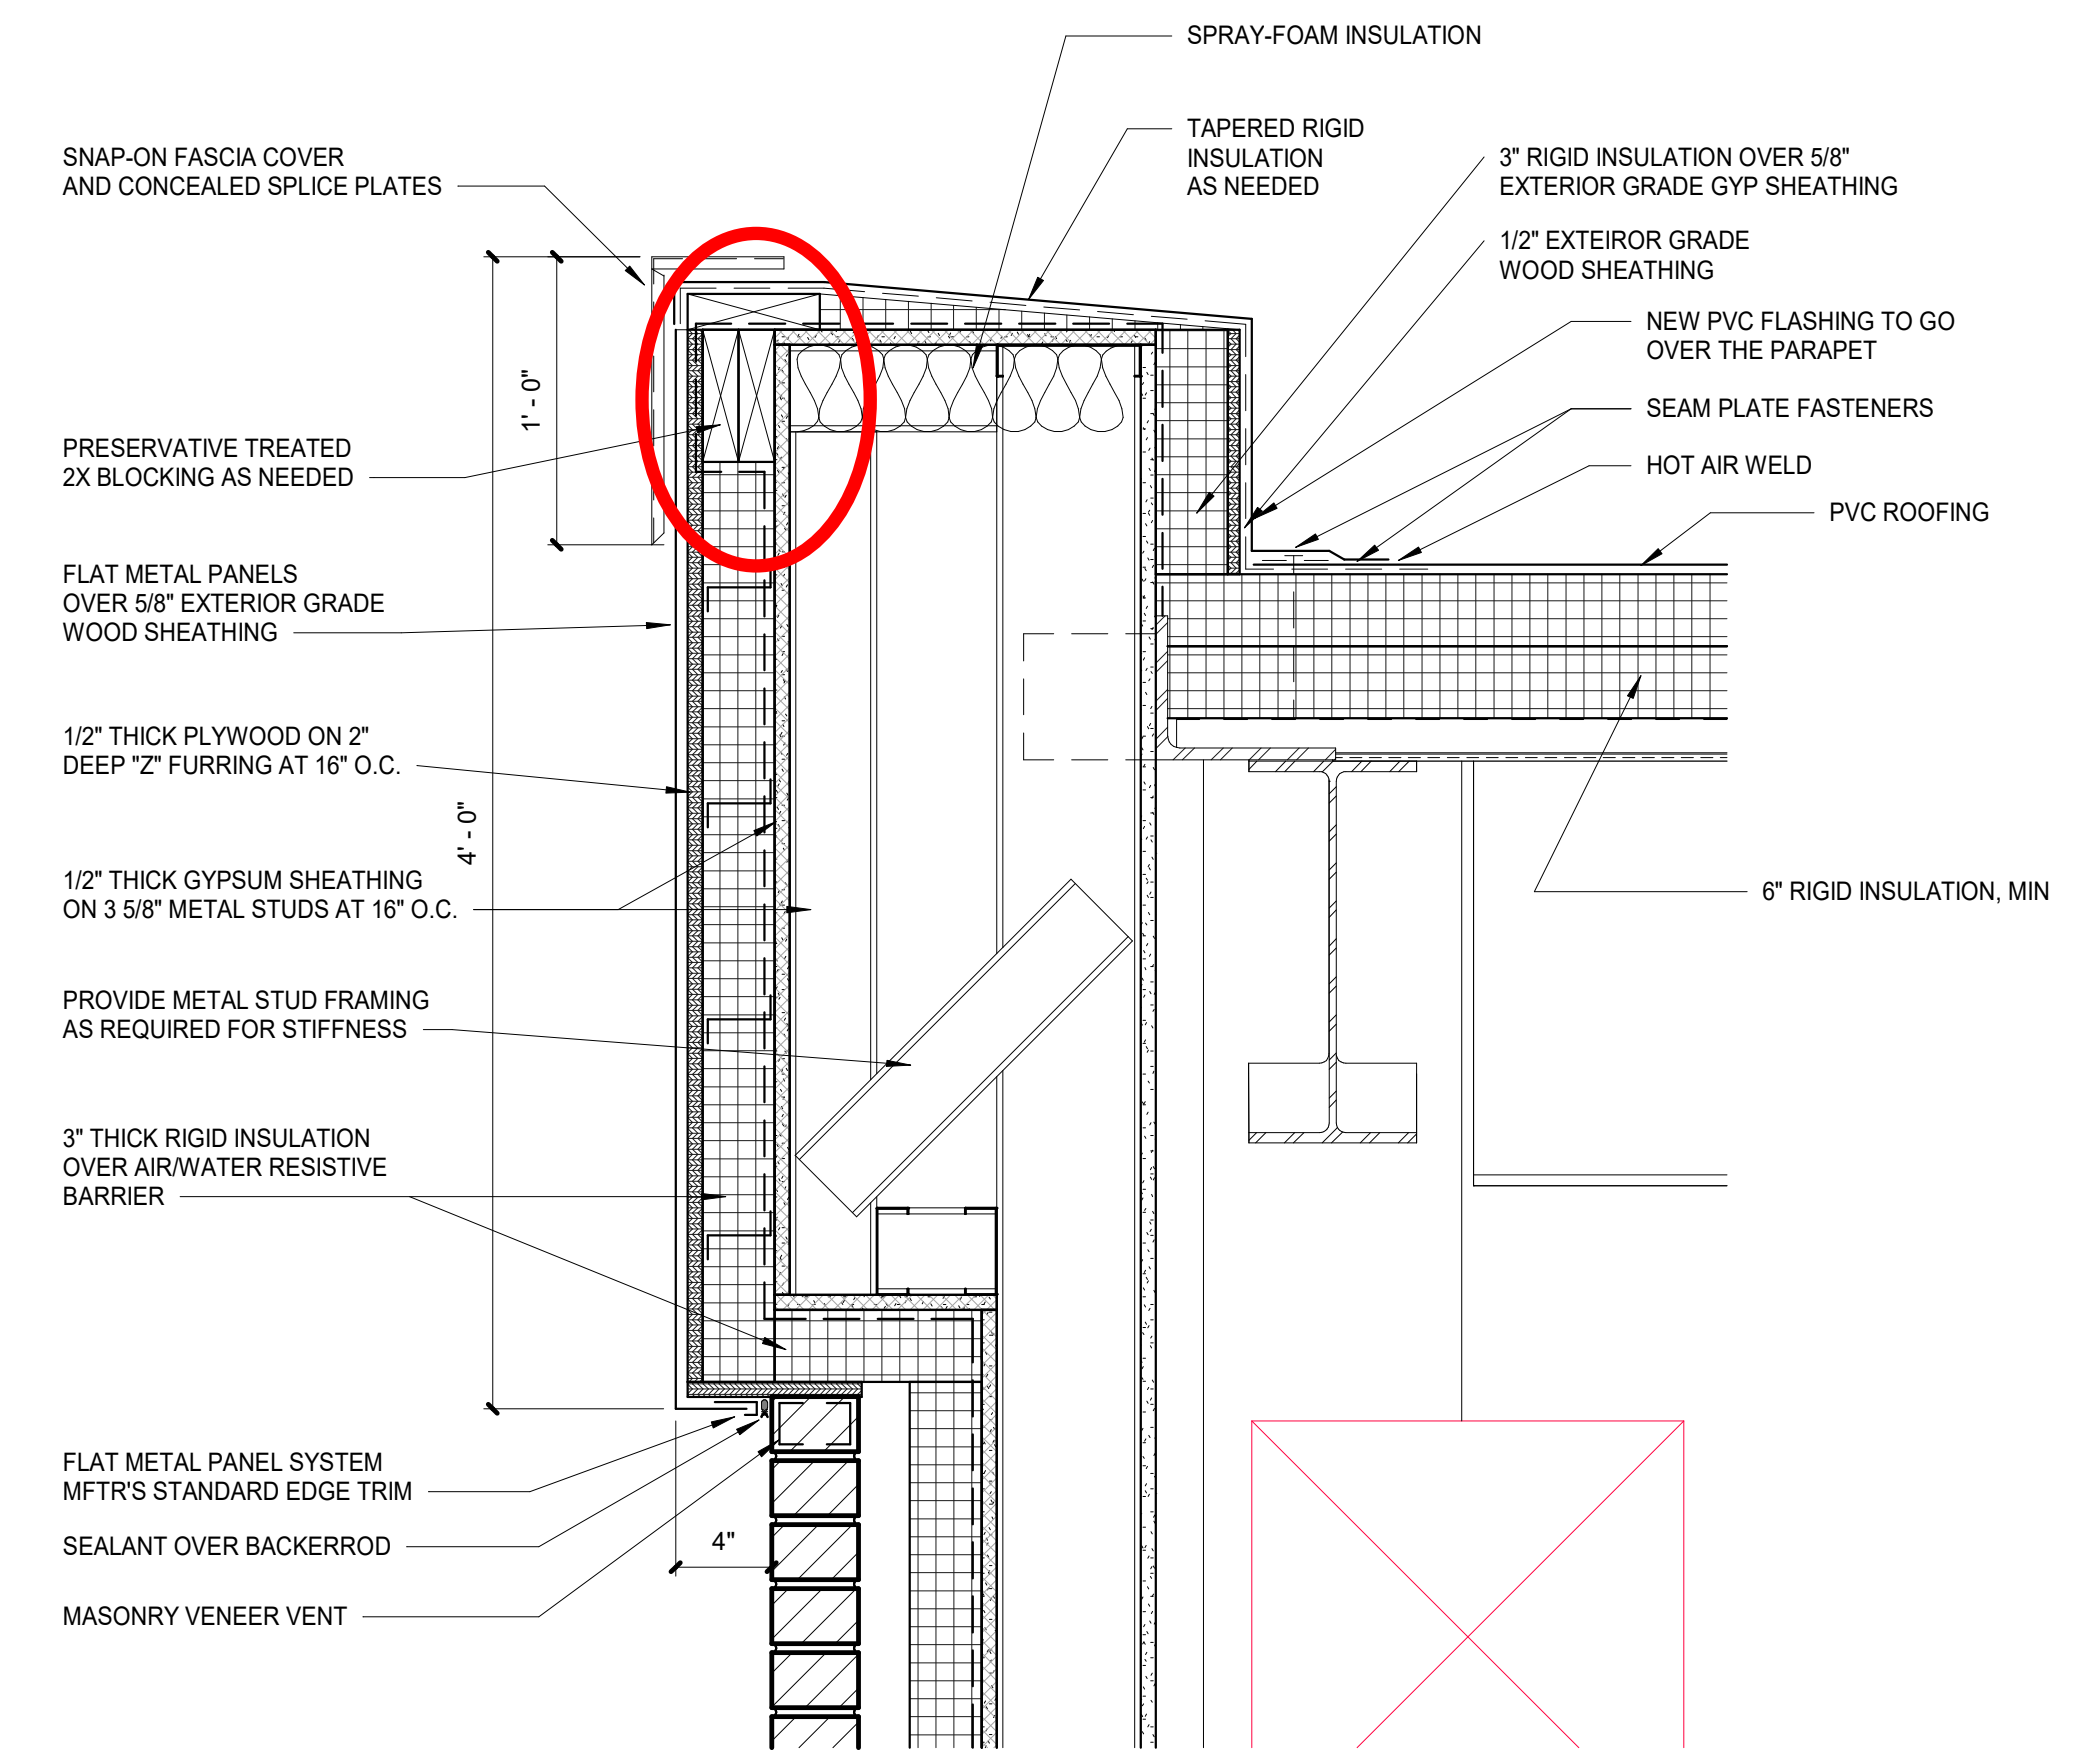 SPRAY-FOAM INSULATION
TAPERED RIGID
INSULATION
AS NEEDED
SNAP-ON FASCIA COVER
AND CONCEALED SPLICE PLATES
3" RIGID INSULATION OVER 5/8"
EXTERIOR GRADE GYP SHEATHING
1/2" EXTEIROR GRADE
WOOD SHEATHING
NEW PVC FLASHING TO GO
OVER THE PARAPET
1' - 0"
SEAM PLATE FASTENERS
PRESERVATIVE TREATED
2X BLOCKING AS NEEDED
HOT AIR WELD
PVC ROOFING
FLAT METAL PANELS
OVER 5/8" EXTERIOR GRADE
WOOD SHEATHING
1/2" THICK PLYWOOD ON 2"
DEEP "Z" FURRING AT 16" O.C.
4' - 0"
1/2" THICK GYPSUM SHEATHING
ON 3 5/8" METAL STUDS AT 16" O.C.
6" RIGID INSULATION, MIN
PROVIDE METAL STUD FRAMING
AS REQUIRED FOR STIFFNESS
3" THICK RIGID INSULATION
OVER AIR/WATER RESISTIVE
BARRIER
FLAT METAL PANEL SYSTEM
MFTR'S STANDARD EDGE TRIM
4"
SEALANT OVER BACKERROD
MASONRY VENEER VENT